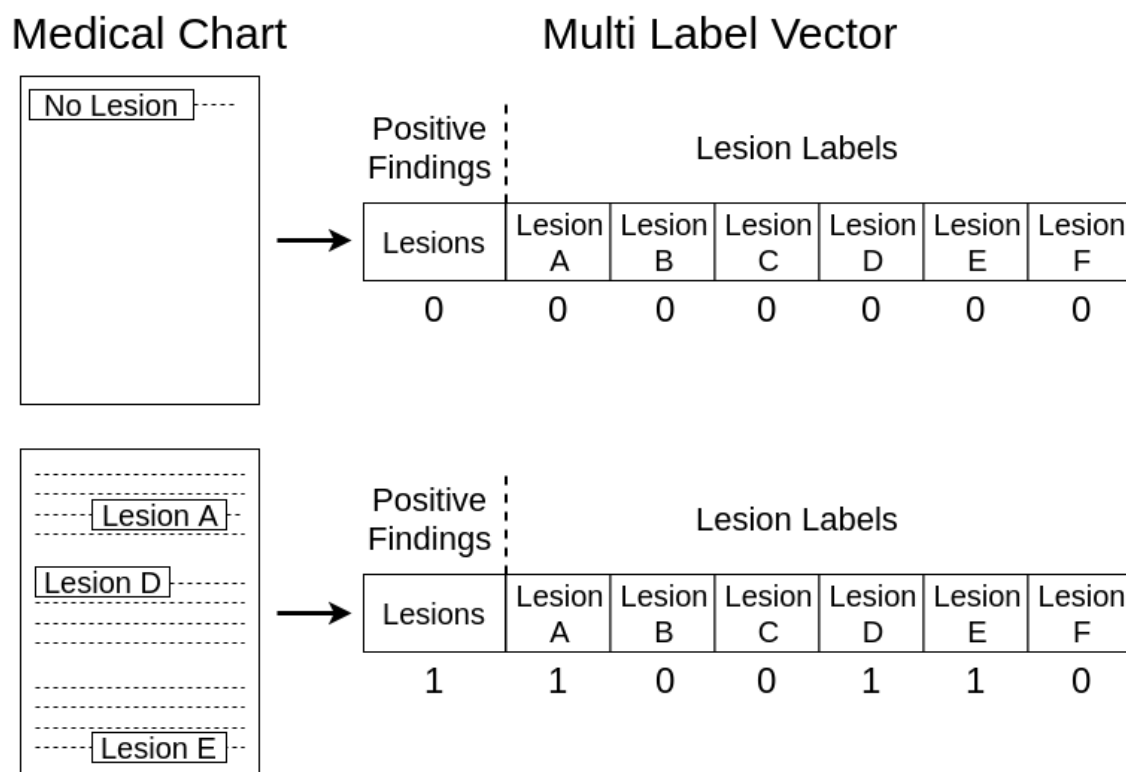 Medical Chart
Multi Label Vector
No Lesion
Positive
Findings
Lesion Labels
Lesions
Lesion
A
Lesion
B
Lesion
C
Lesion
D
Lesion
E
Lesion
F
0 0 0 0 0 0 0
Lesion A
Lesion D
Lesion E
Positive
Findings
Lesion Labels
Lesions
Lesion
A
Lesion
B
Lesion
C
Lesion
D
Lesion
E
Lesion
F
1 1 0 0 1 1 0